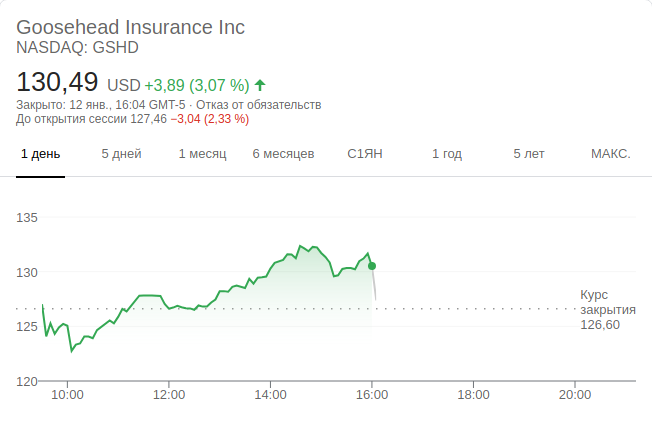 Goosehead Insurance Inc
NASDAQ: GSHD
130,49 USD +3,89 (3,07 %)
Закрыто: 12 янв., 16:04 GMT-5 · Отказ от обязательств
До открытия сессии 127,46 −3,04 (2,33 %)
1 день 5 дней 1 месяц 6 месяцев С1ЯН 1 год 5 лет МАКС.
135
130
Курс
закрытия
126,60
125
120
10:00 12:00 14:00 16:00 18:00 20:00